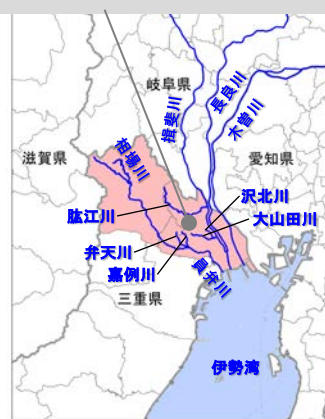 岐阜県
長良川
木曽川
揖斐川
滋賀県
相場川
愛知県
沢北川
肱江川
大山田川
弁天川
嘉例川
員弁川
三重県
伊勢湾